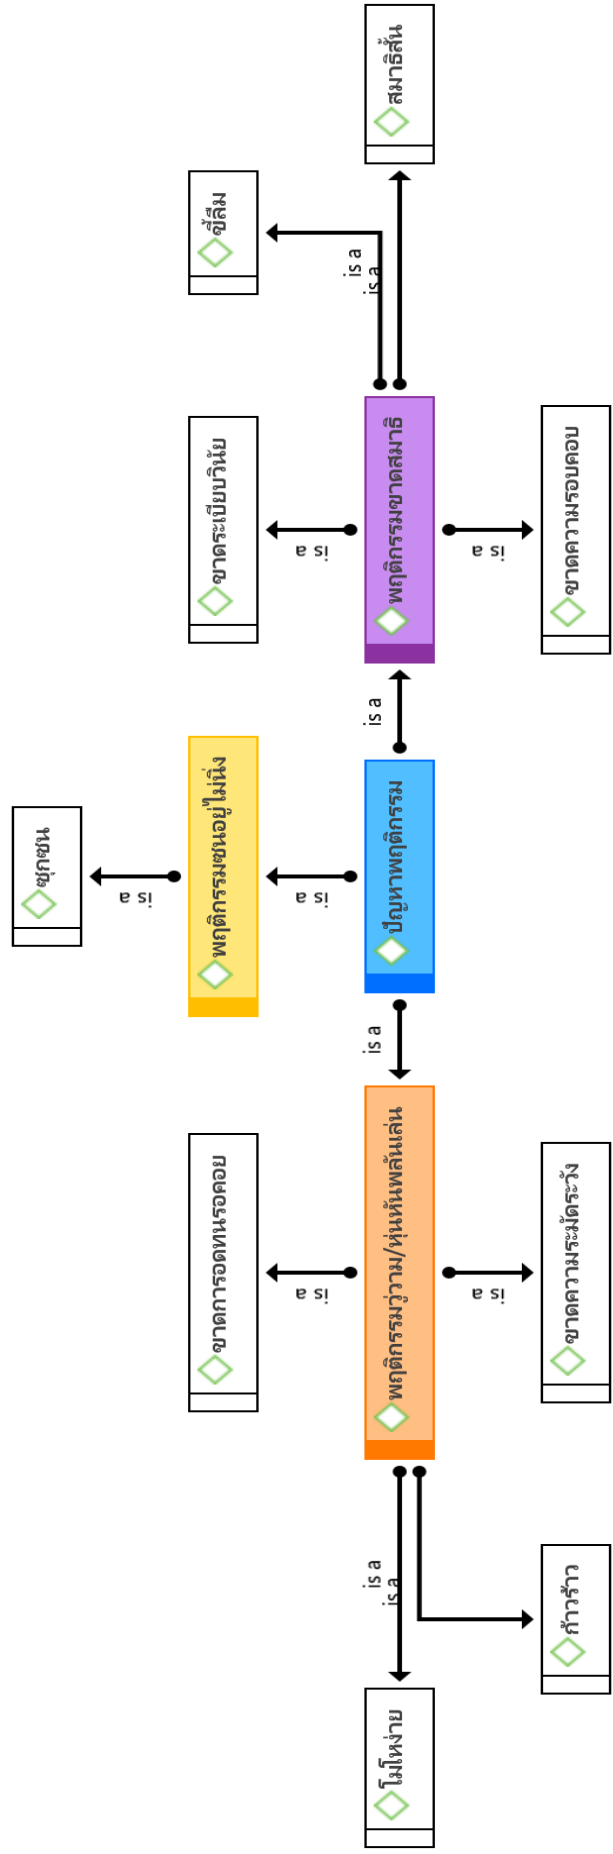 สมาธิสั้น
ขี้ลืม
is a
is a
พฤติกรรมขาดสมาธิ
ขาดระเบียบวินัย
is a
ขาดความรอบคอบ
is a
is a
ซุกซน
is a
พฤติกรรมซนอยู่ไม่นิ่ง
is a
ปัญหาพฤติกรรม
is a
พฤติกรรมวู่วาม/หุ่นหันพลันเล่น
ขาดการอดทนรอคอย
is a
ขาดความระมัดระวัง
is a
is a
is a
ก้าวร้าว
โมโหง่าย